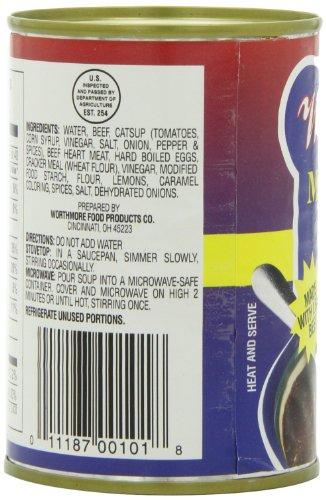 U.S.
INSPECTED
AND PASSED BY
DEPARTMENT OF
AGRICULTURE
EST. 254
INGREDIENTS: WATER, BEEF, CATSUP (TOMATOES,
CORN SYRUP, VINEGAR, SALT, ONION, PEPPER &
SPICES), BEEF HEART MEAT, HARD BOILED EGGS,
CRACKER MEAL (WHEAT FLOUR), VINEGAR, MODIFIED
FOOD STARCH, FLOUR, LEMONS, CARAMEL
COLORING, SPICES, SALT, DEHYDRATED ONIONS.
PREPARED BY
WORTHMORE FOOD PRODUCTS CO.
CINCINNATI, OH 45223
DIRECTIONS: DO NOT ADD WATER
STOVETOP: IN A SAUCEPAN, SIMMER SLOWLY,
STIRRING OCCASIONALLY.
MICROWAVE: POUR SOUP INTO A MICROWAVE-SAFE
CONTAINER. COVER AND MICROWAVE ON HIGH 2
MINUTES OR UNTIL HOT, STIRRING ONCE.
REFRIGERATE UNUSED PORTIONS.
0 11187 00101 8
HEAT AND SERVE